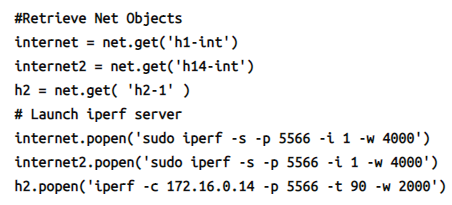 #Retrieve Net Objects
internet = net.get('h1-int')
internet2 = net.get('h14-int')
h2 = net.get( 'h2-1' )
# Launch iperf server
internet.popen('sudo iperf -s -p 5566 -i 1 -w 4000')
internet2.popen('sudo iperf -s -p 5566 -i 1 -w 4000')
h2.popen('iperf -c 172.16.0.14 -p 5566 -t 90 -w 2000')